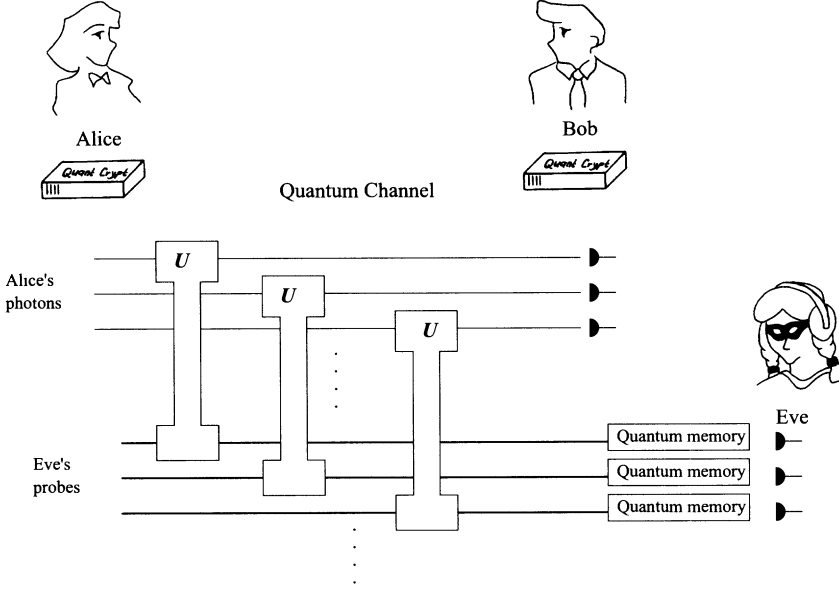 Alice
Bob
Quant Crypt
Quant Crypt
Quantum Channel
Alice's
photons
U
U
U
Eve
Eve's
probes
Quantum memory
Quantum memory
Quantum memory